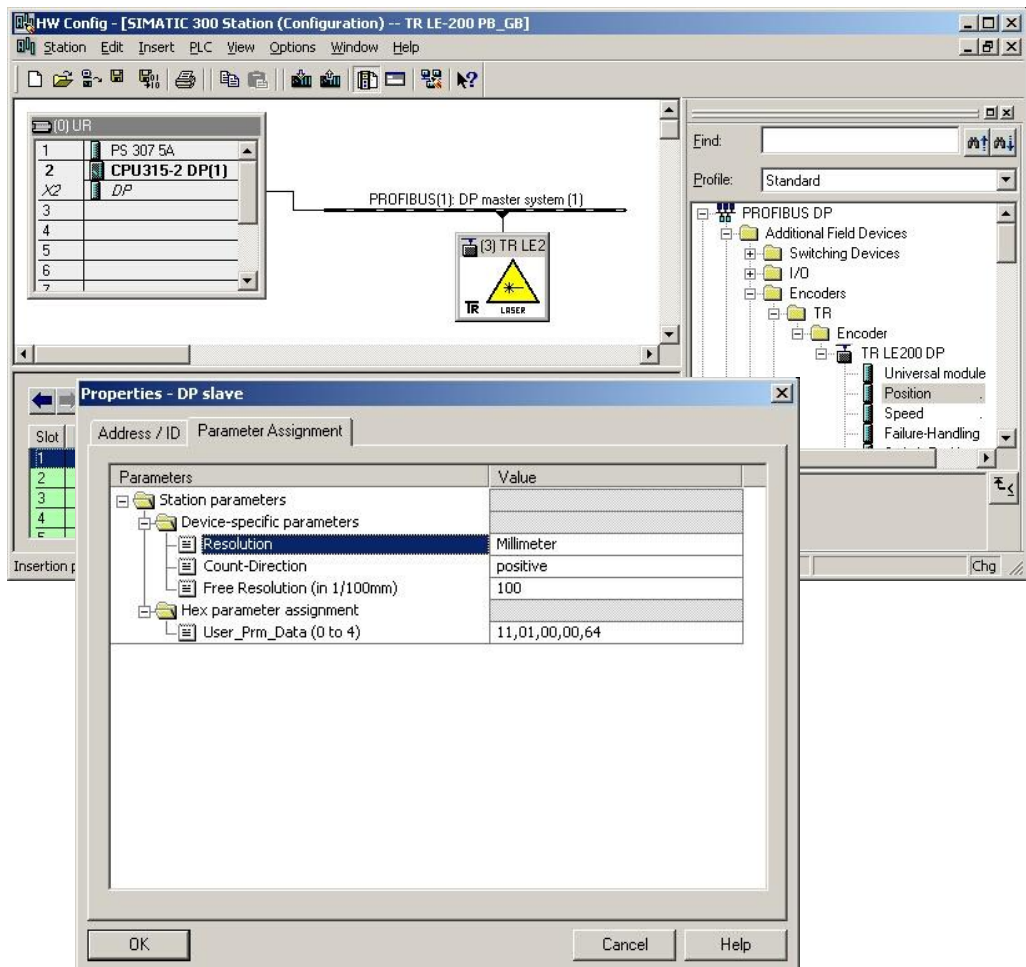 HW Config - [SIMATIC 300 Station (Configuration) -- TR LE-200 PB_GB]
Station Edit Insert PLC View Options Window Help
(0) UR
1 PS 307 5A
2 CPU315-2 DP(1)
X2 DP
3
4
5
6
7
PROFIBUS(1): DP master system (1)
(3) TR LE2
TR LASER
Find:
Profile: Standard
PROFIBUS DP
Additional Field Devices
Switching Devices
I/O
Encoders
TR
Encoder
TR LE200 DP
Universal module
Position
Speed
Failure-Handling
Slot
1
2
3
4
Insertion
Chg
Properties - DP slave
Address / ID Parameter Assignment
Parameters Value
Station parameters
Device-specific parameters
Resolution Millimeter
Count-Direction positive
Free Resolution (in 1/100mm) 100
Hex parameter assignment
User_Prm_Data (0 to 4) 11,01,00,00,64
OK Cancel Help